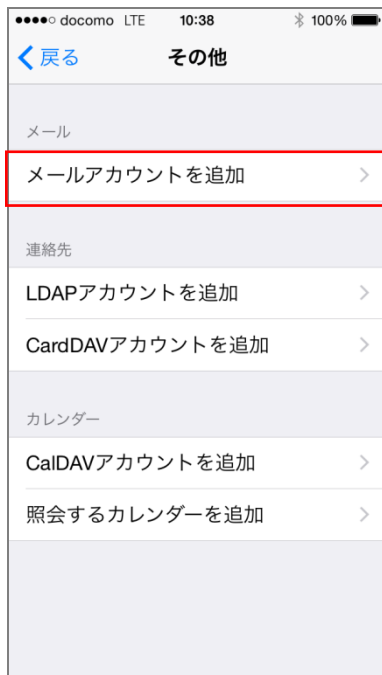 docomo LTE 10:38 100%
戻る その他
メール
メールアカウントを追加
連絡先
LDAPアカウントを追加
CardDAVアカウントを追加
カレンダー
CalDAVアカウントを追加
照会するカレンダーを追加